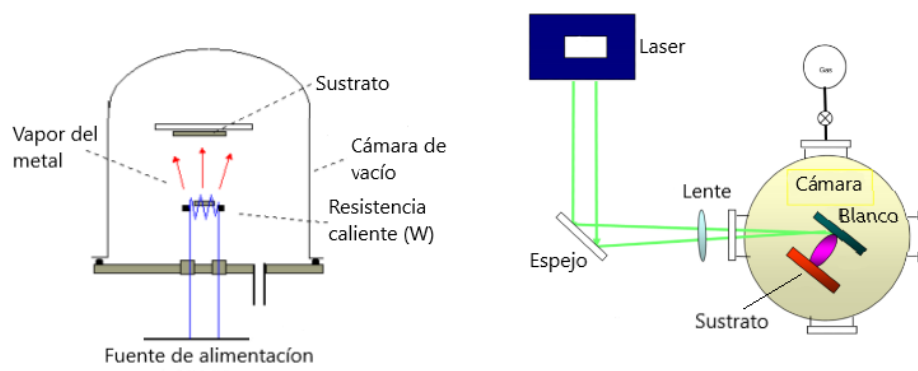 Sustrato
Vapor del
metal
Cámara de
vacío
Resistencia
caliente (W)
Fuente de alimentacíon
Laser
Gas
Lente
Cámara
Blanco
Espejo
Sustrato